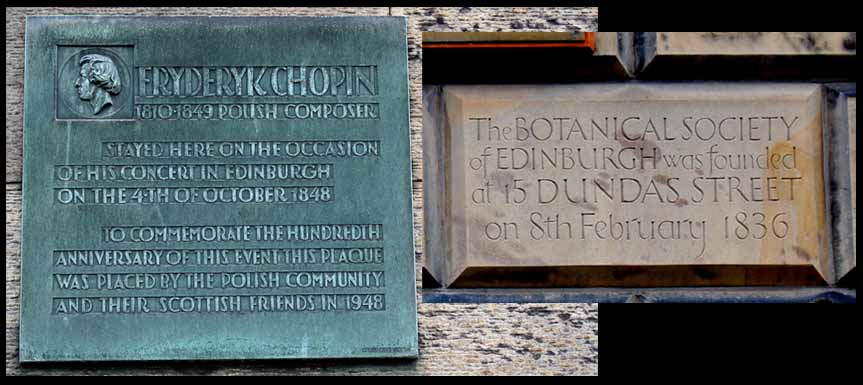 FRYDERYK CHOPIN
1810-1849 POLISH COMPOSER
STAYED HERE ON THE OCCASION
OF HIS CONCERT IN EDINBURGH
ON THE 4TH OF OCTOBER 1848
TO COMMEMORATE THE HUNDREDTH
ANNIVERSARY OF THIS EVENT THIS PLAQUE
WAS PLACED BY THE POLISH COMMUNITY
AND THEIR SCOTTISH FRIENDS IN 1948
The BOTANICAL SOCIETY
of EDINBURGH was founded
at 15 DUNDAS STREET
on 8th February 1836